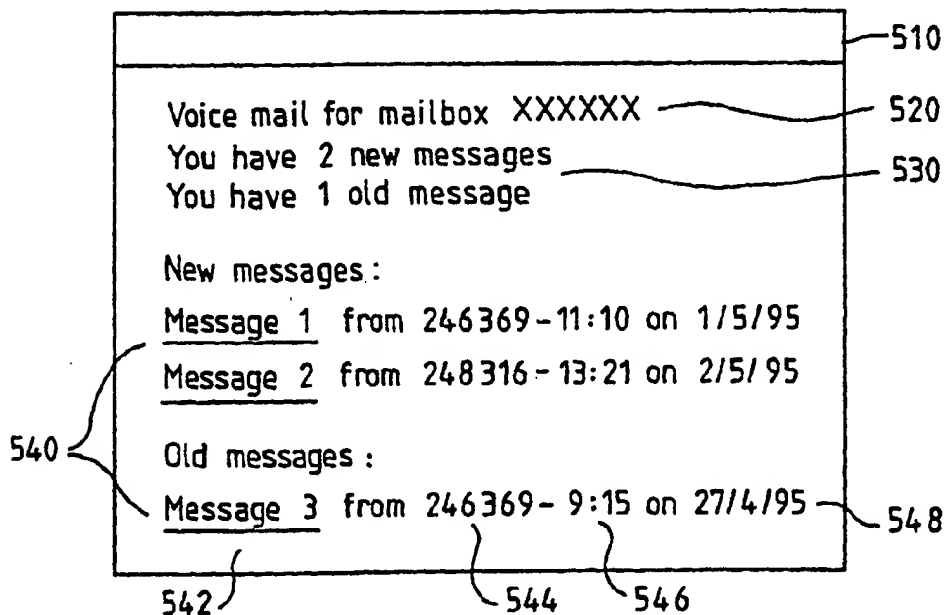 510
Voice mail for mailbox XXXXXX
520
You have 2 new messages
530
You have 1 old message
New messages:
Message 1 from 246369-11:10 on 1/5/95
Message 2 from 248316-13:21 on 2/5/95
540
Old messages:
Message 3 from 246369-9:15 on 27/4/95
548
542
544
546